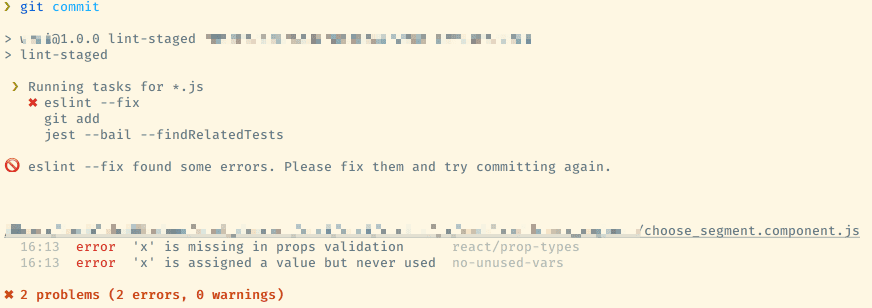 ❯ git commit
> @1.0.0 lint-staged
> lint-staged
❯ Running tasks for *.js
✖ eslint --fix
git add
jest --bail --findRelatedTests
🚫 eslint --fix found some errors. Please fix them and try committing again.
/choose_segment.component.js
16:13 error 'x' is missing in props validation react/prop-types
16:13 error 'x' is assigned a value but never used no-unused-vars
✖ 2 problems (2 errors, 0 warnings)